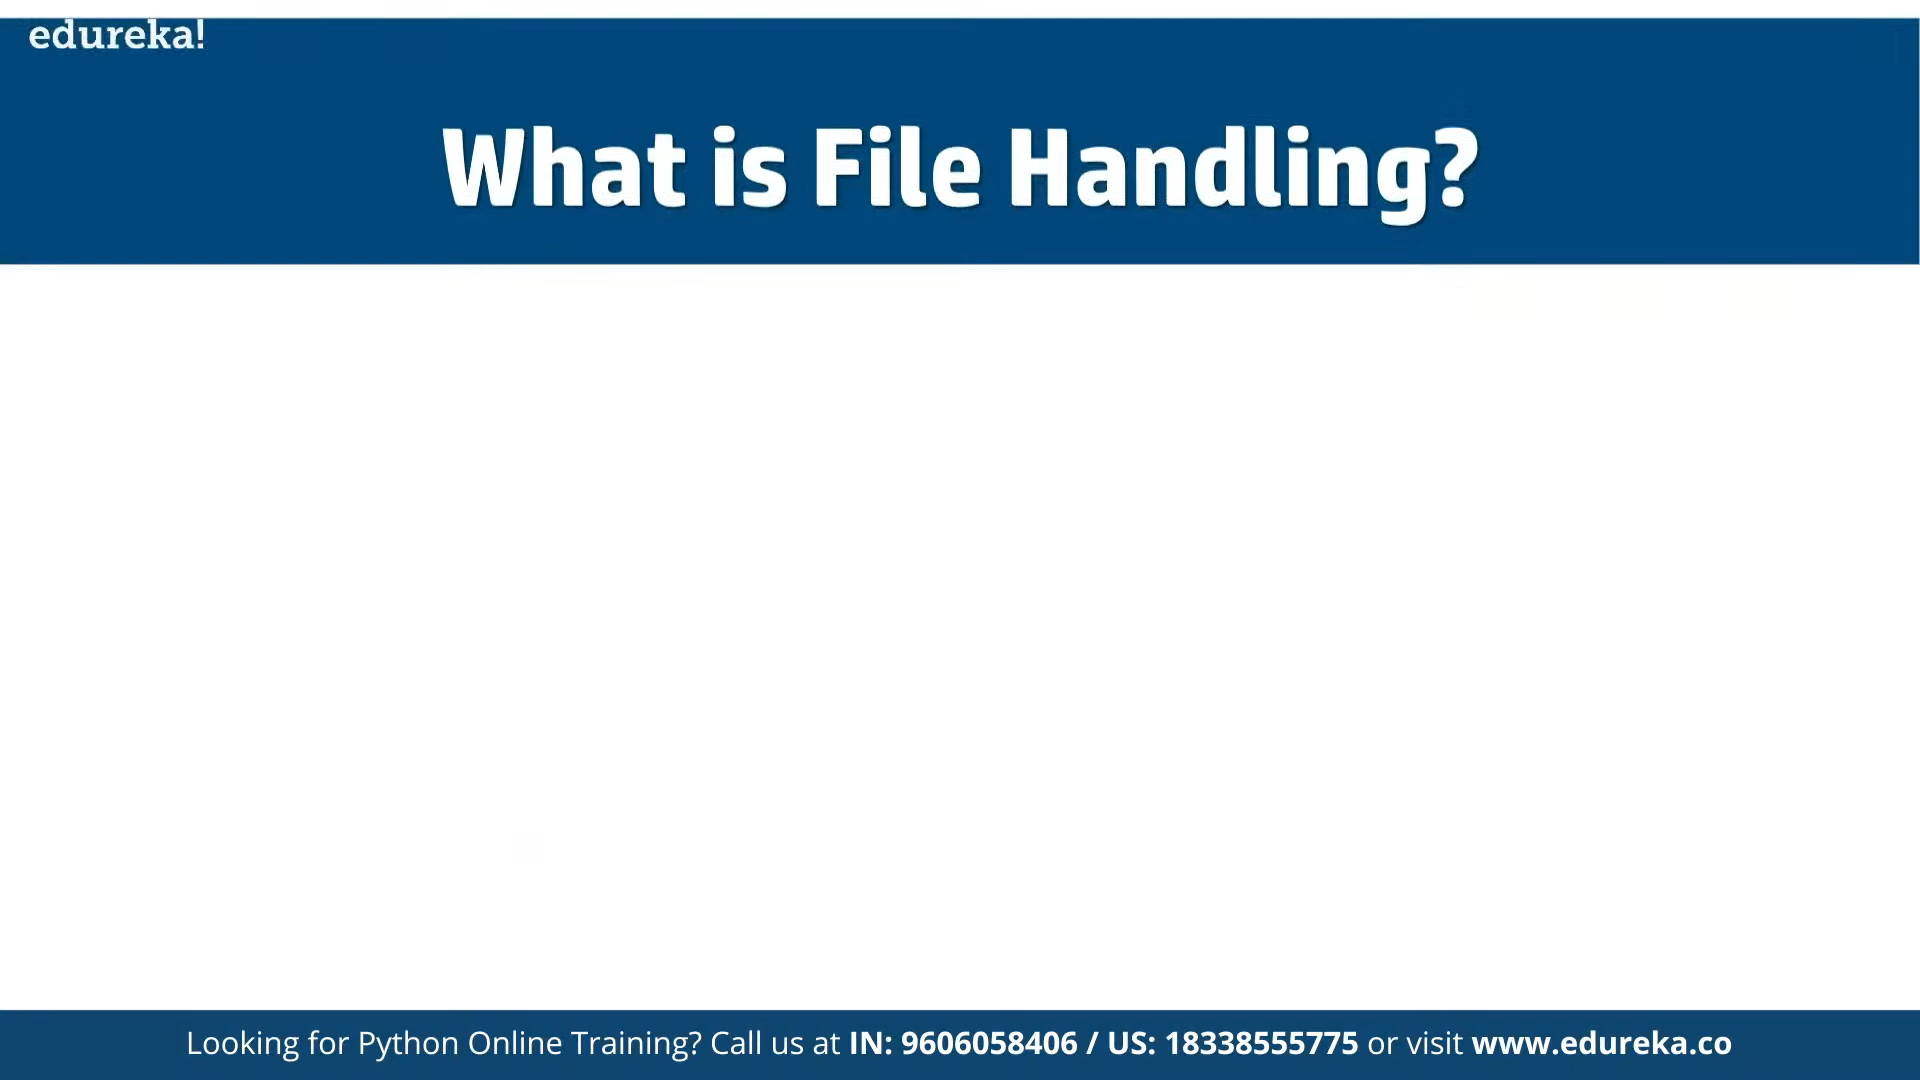 edureka!
What is File Handling?
Looking for Python Online Training? Call us at IN: 9606058406 / US: 18338555775 or visit www.edureka.co